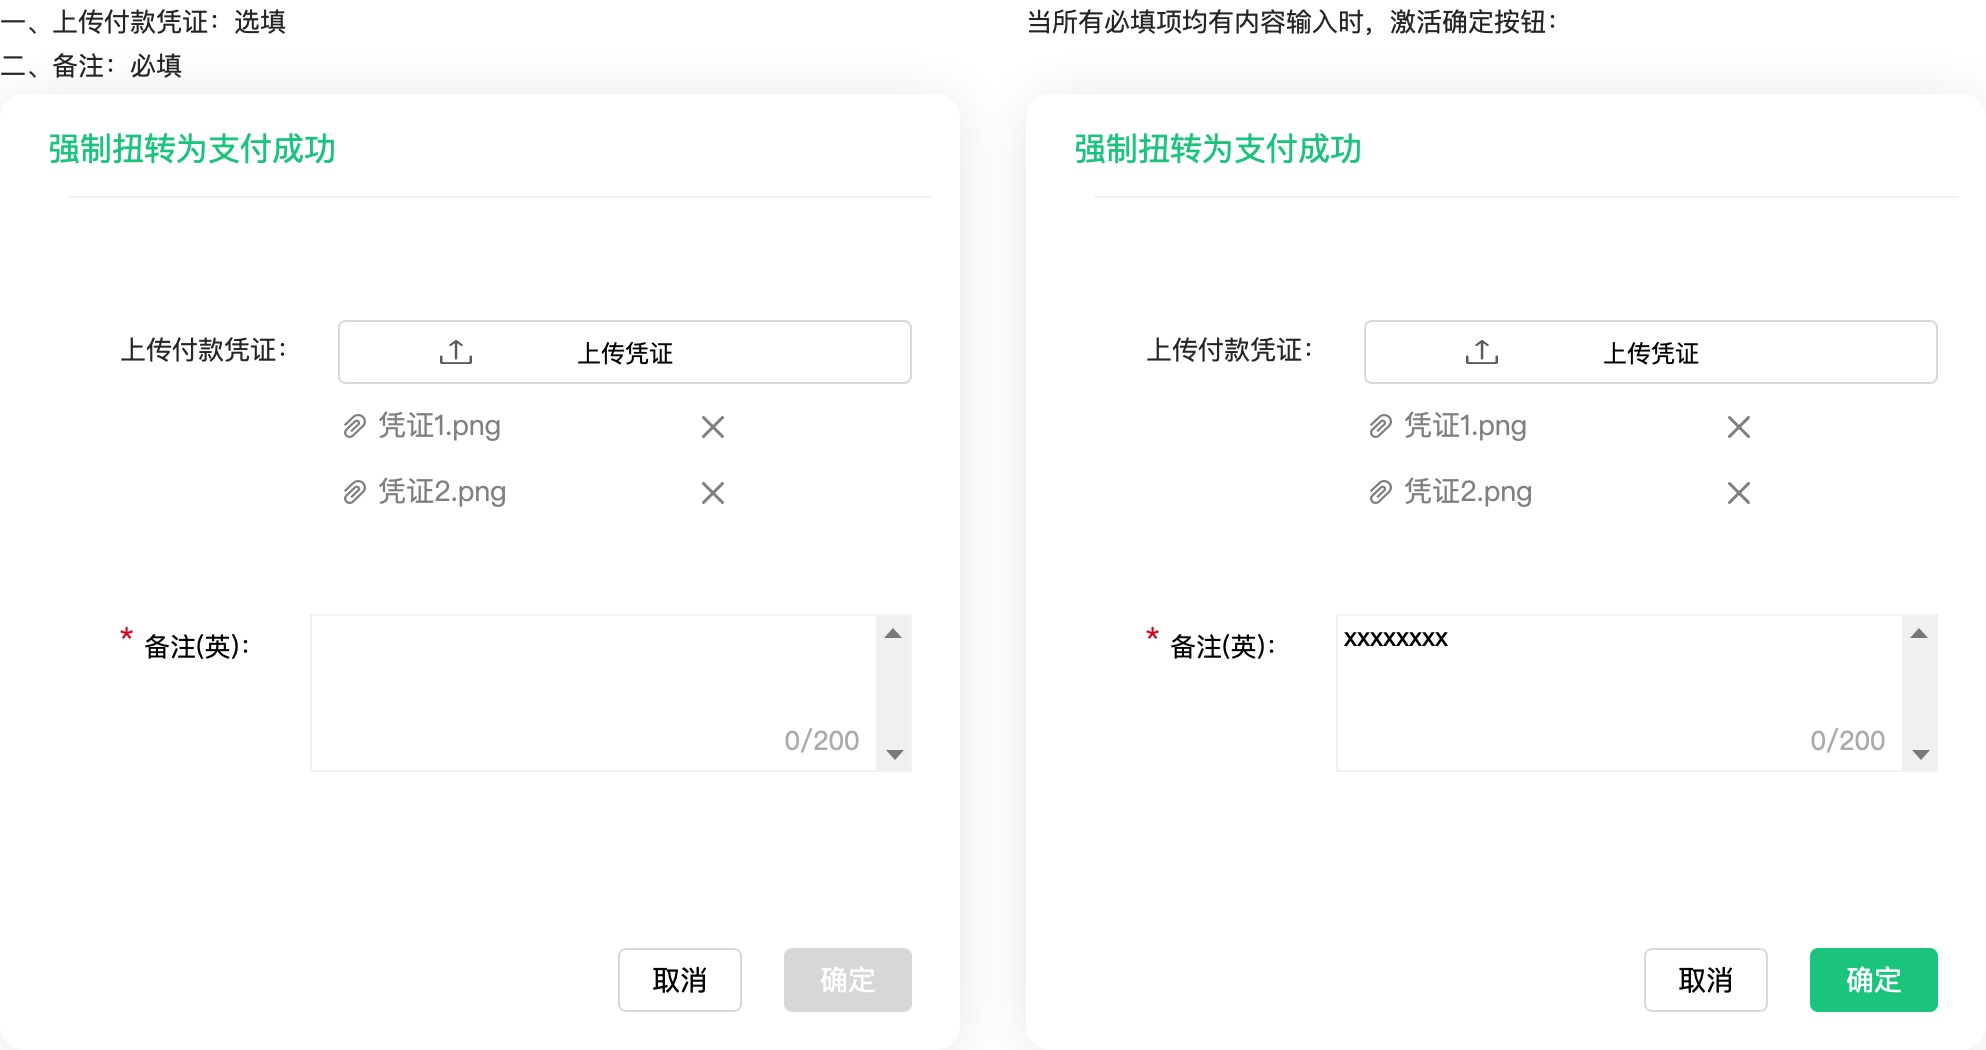 一、上传付款凭证：选填
二、备注：必填
强制扭转为支付成功
上传付款凭证：
上传凭证
凭证1.png
凭证2.png
* 备注(英)：
0/200
取消
确定
当所有必填项均有内容输入时，激活确定按钮：
强制扭转为支付成功
上传付款凭证：
上传凭证
凭证1.png
凭证2.png
* 备注(英)：
xxxxxxxx
0/200
取消
确定